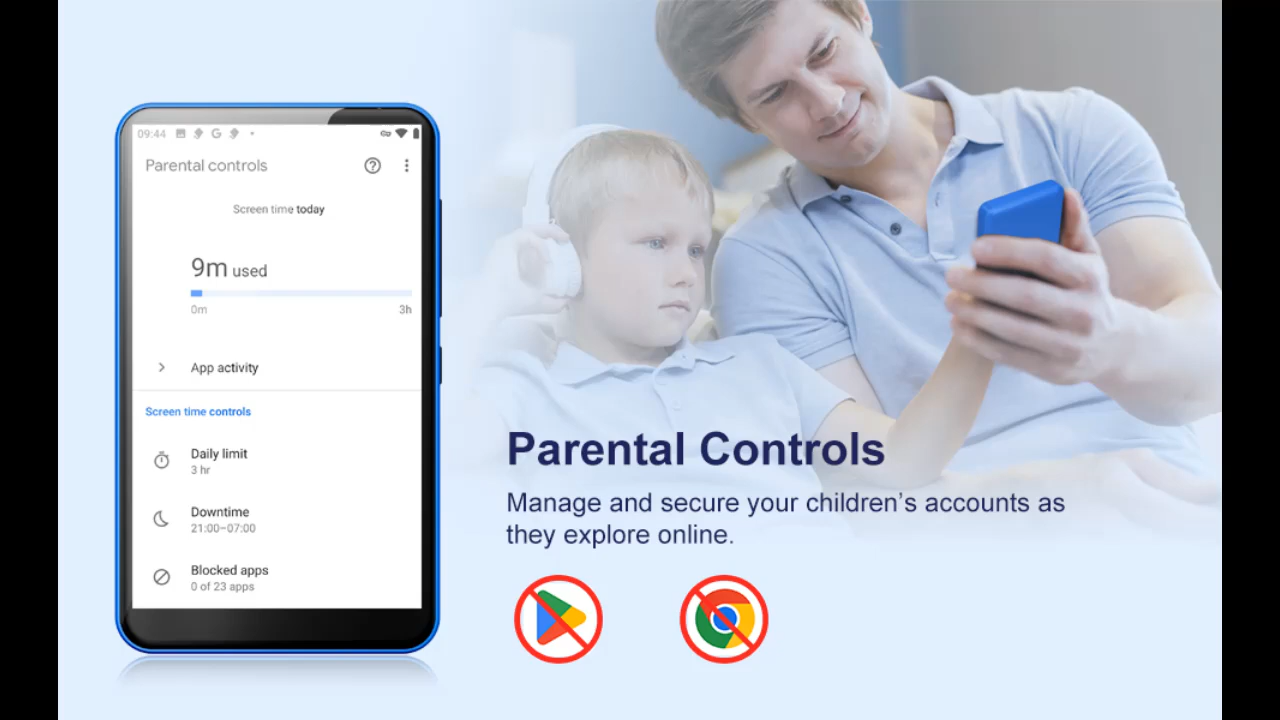 09:44
Parental controls
Screen time today
9m used
0m 3h
App activity
Screen time controls
Daily limit
3 hr
Downtime
21:00–07:00
Blocked apps
0 of 23 apps
Parental Controls
Manage and secure your children’s accounts as
they explore online.